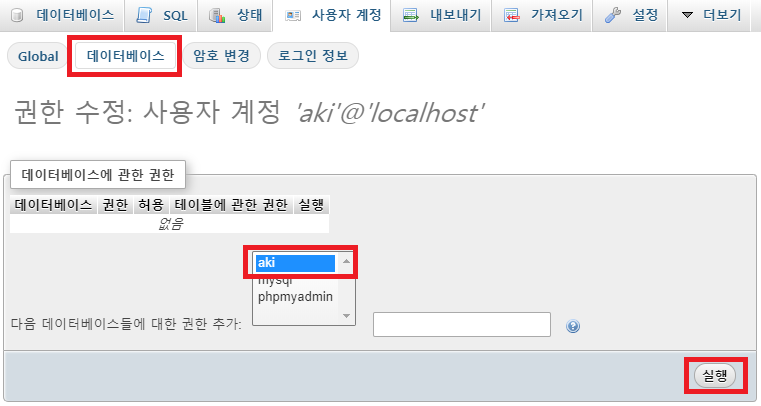 데이터베이스 SQL 상태 사용자 계정 내보내기 가져오기 설정 더보기
Global 데이터베이스 암호 변경 로그인 정보
권한 수정: 사용자 계정 'aki'@'localhost'
데이터베이스에 관한 권한
데이터베이스 권한 허용 테이블에 관한 권한 실행
없음
aki
mysql
phpmyadmin
다음 데이터베이스들에 대한 권한 추가:
실행